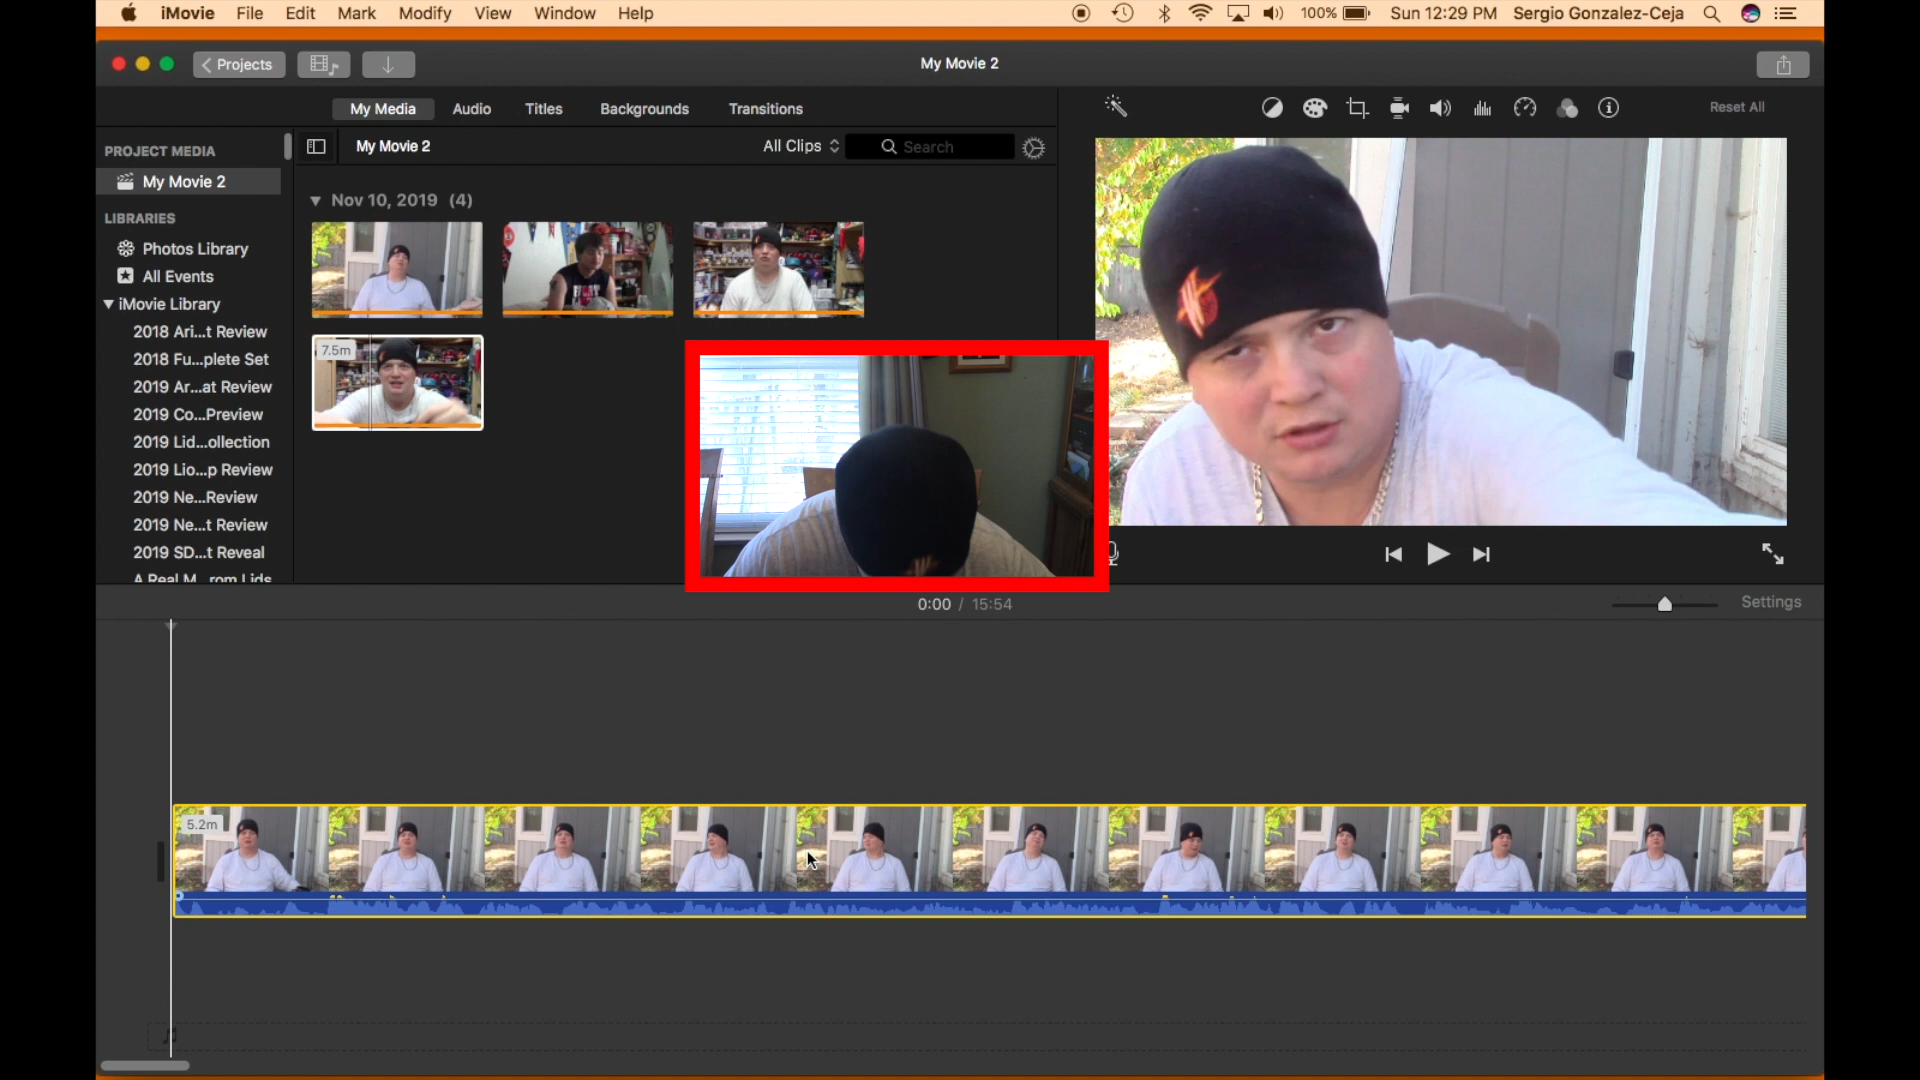 iMovie File Edit Mark Modify View Window Help 100% Sun 12:29 PM Sergio Gonzalez-Ceja
Projects My Movie 2
My Media Audio Titles Backgrounds Transitions Reset All
PROJECT MEDIA My Movie 2 All Clips Search
My Movie 2
LIBRARIES
Photos Library
All Events
iMovie Library
2018 Ari...t Review
2018 Fu...plete Set
2019 Ar...at Review
2019 Co...Preview
2019 Lid...ollection
2019 Lio...p Review
2019 Ne...Review
2019 Ne...t Review
2019 SD...t Reveal
A Real M...rom Lids
Nov 10, 2019 (4)
7.5m
0:00 / 15:54 Settings
5.2m